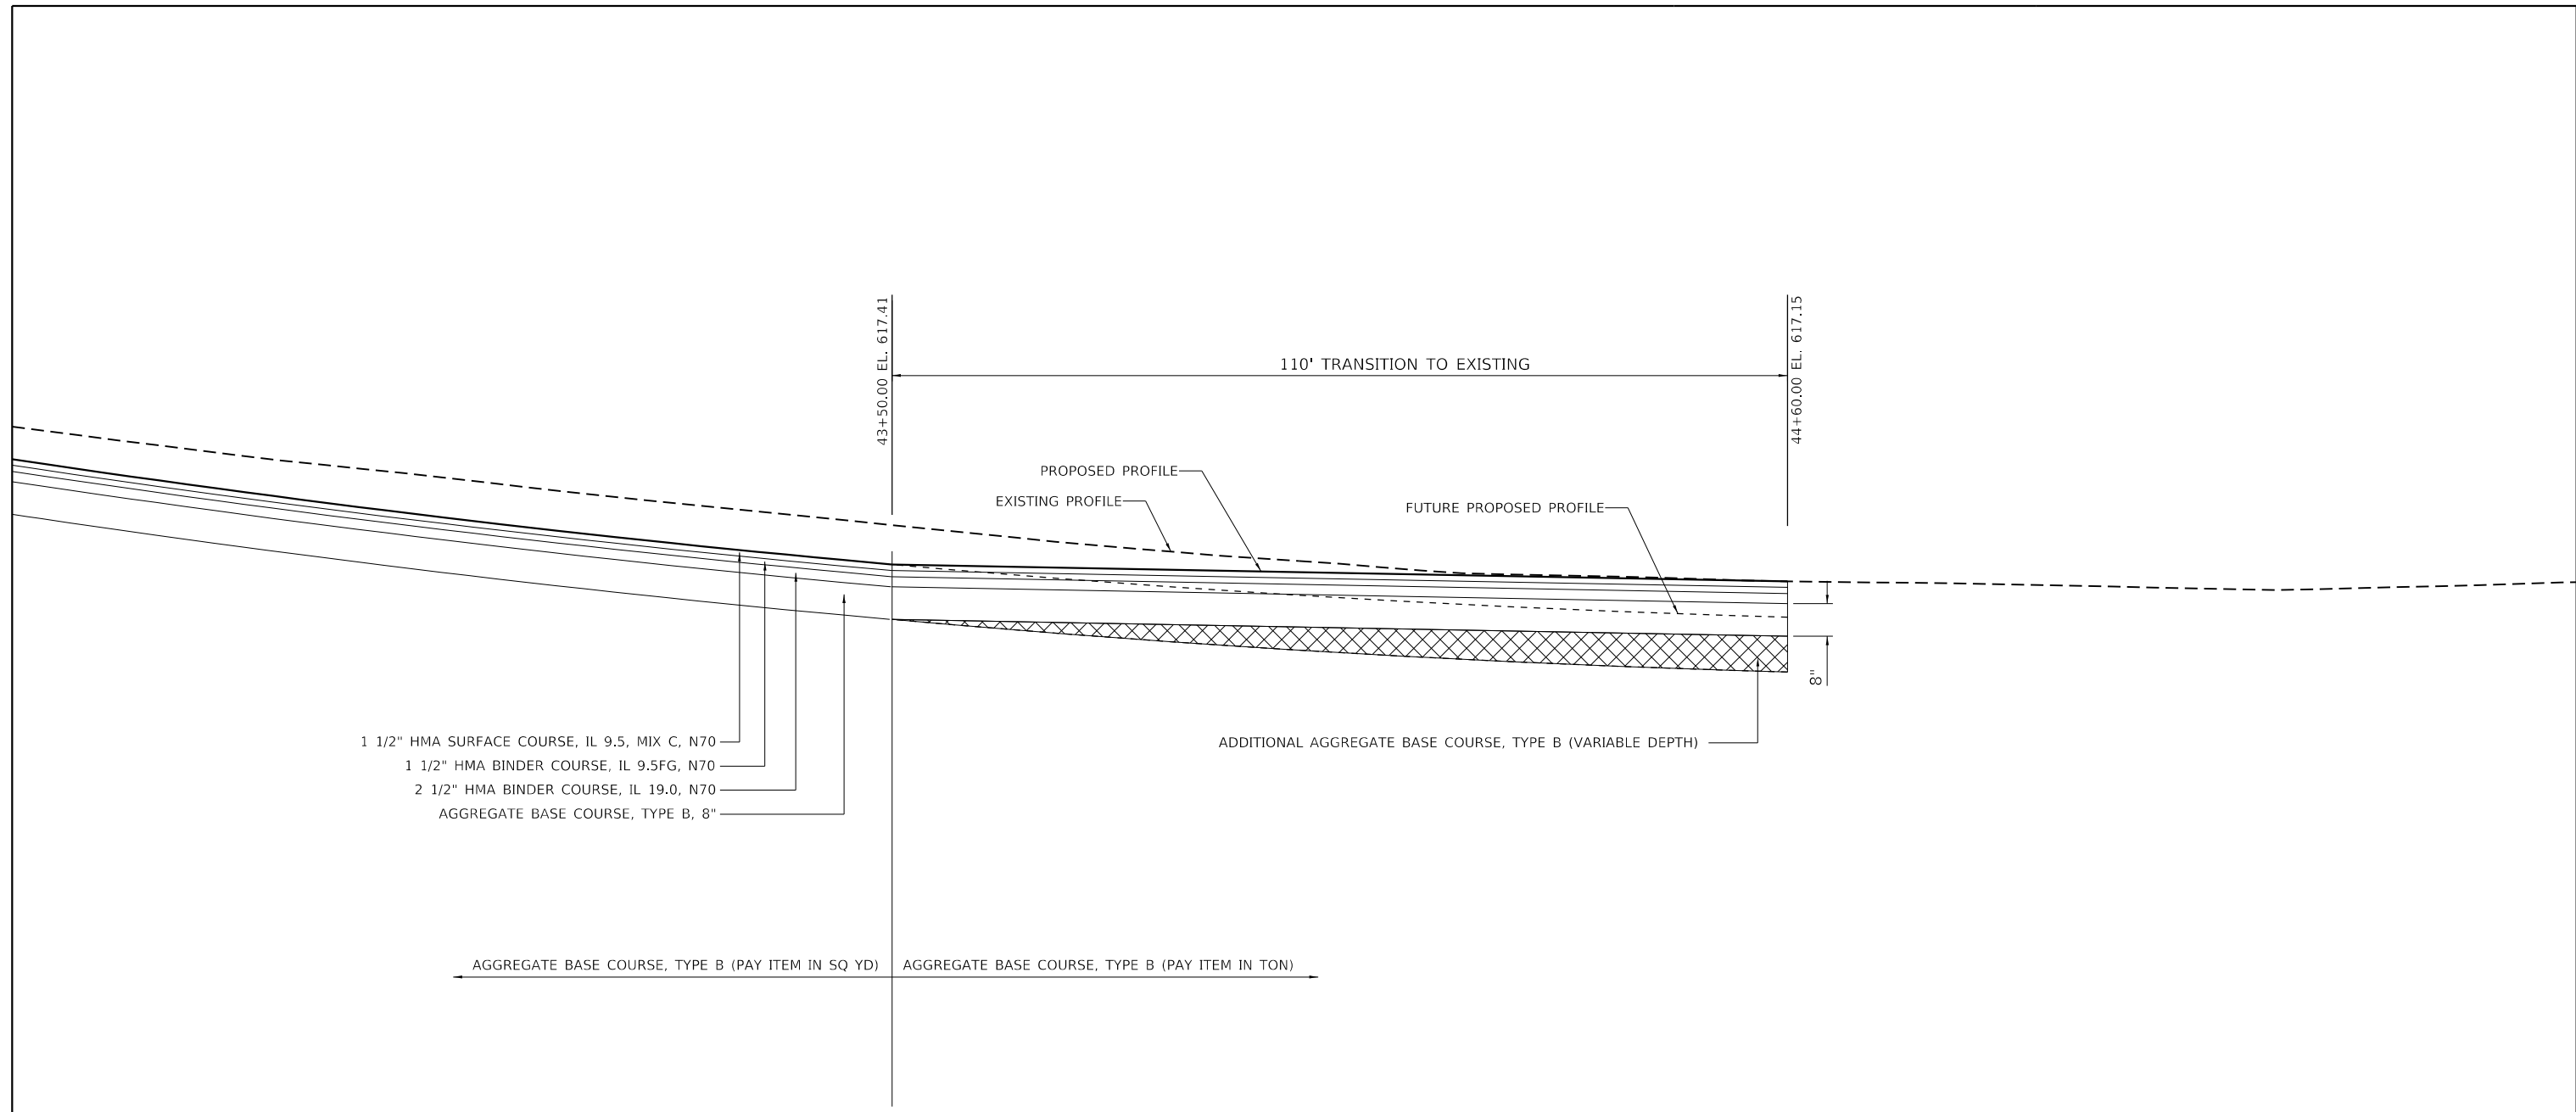 43+50.00 EL. 617.41
44+60.00 EL. 617.15
110' TRANSITION TO EXISTING
PROPOSED PROFILE
EXISTING PROFILE
FUTURE PROPOSED PROFILE
8"
1 1/2" HMA SURFACE COURSE, IL 9.5, MIX C, N70
1 1/2" HMA BINDER COURSE, IL 9.5FG, N70
2 1/2" HMA BINDER COURSE, IL 19.0, N70
AGGREGATE BASE COURSE, TYPE B, 8"
ADDITIONAL AGGREGATE BASE COURSE, TYPE B (VARIABLE DEPTH)
AGGREGATE BASE COURSE, TYPE B (PAY ITEM IN SQ YD)
AGGREGATE BASE COURSE, TYPE B (PAY ITEM IN TON)